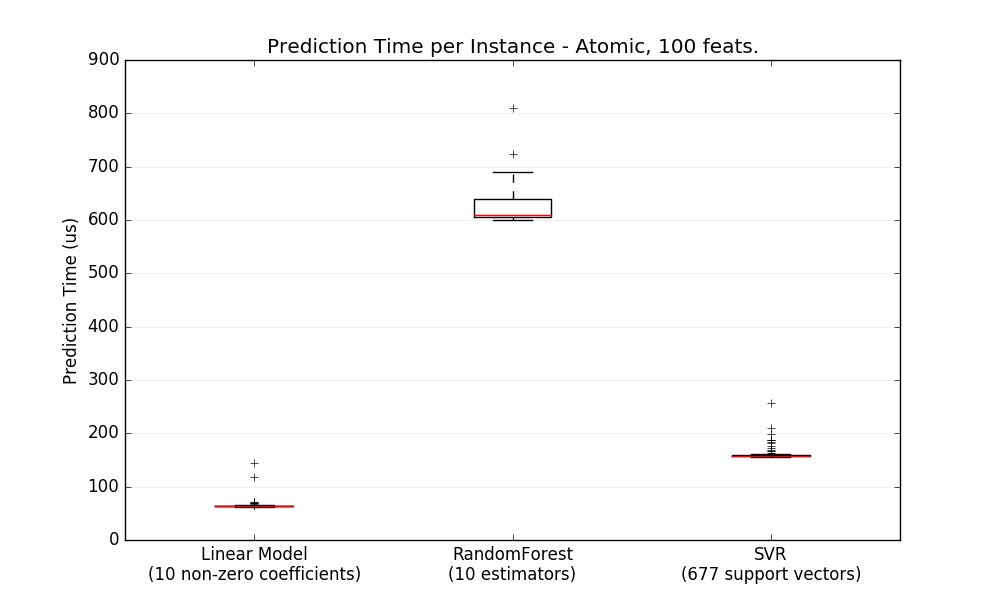 Prediction Time per Instance - Atomic, 100 feats.
900
800
700
600
500
400
300
200
100
0
Prediction Time (us)
Linear Model
(10 non-zero coefficients)
RandomForest
(10 estimators)
SVR
(677 support vectors)